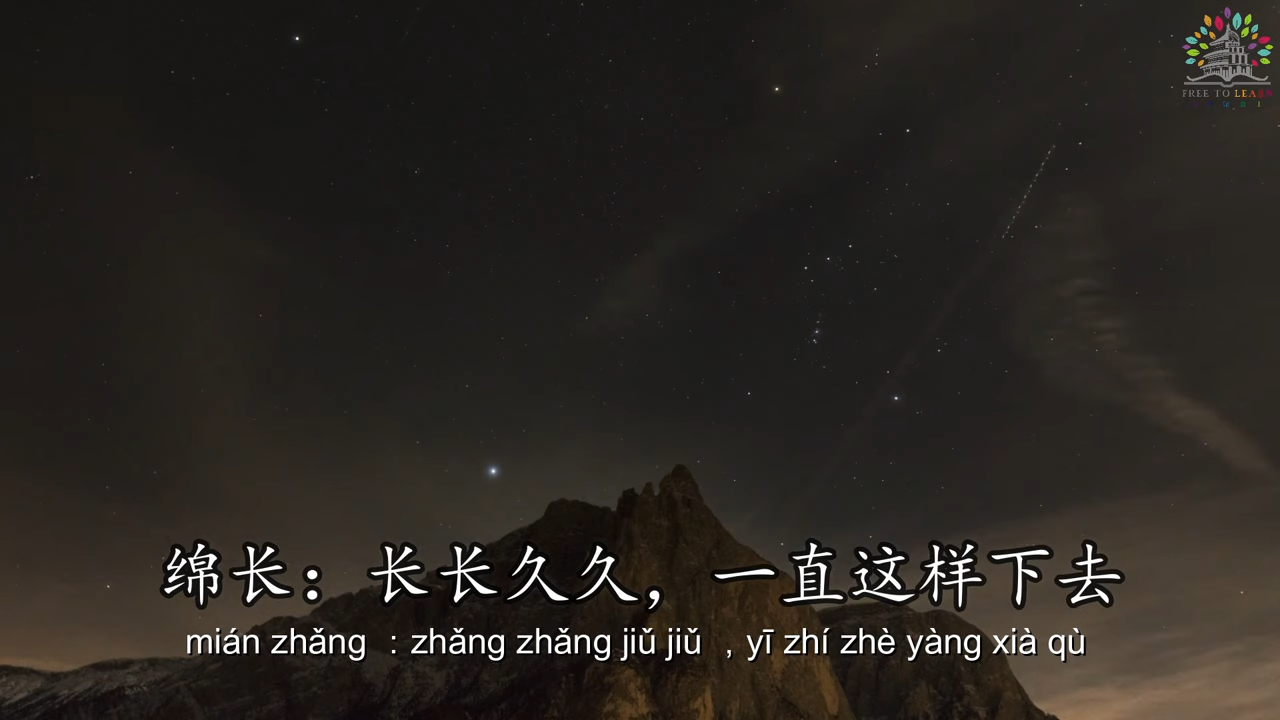 FREE TO LEARN
绵长：长长久久，一直这样下去
mián zhǎng ：zhǎng zhǎng jiǔ jiǔ ，yī zhí zhè yàng xià qù